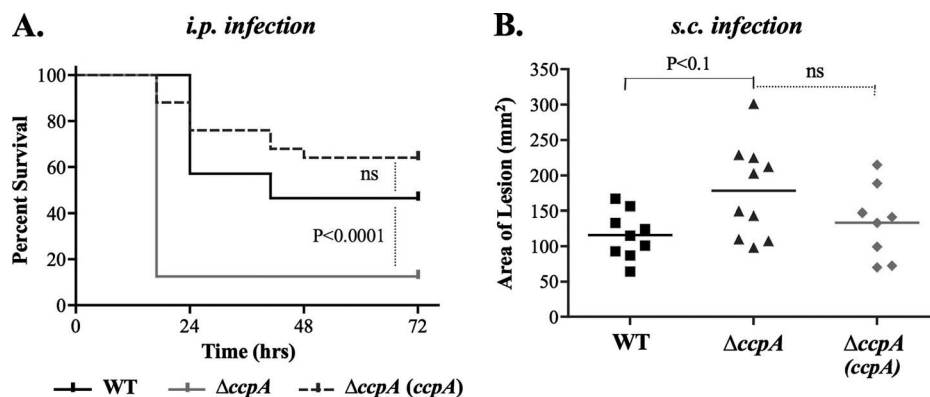 A.
i.p. infection
100
80
60
40
20
0
Percent Survival
ns
P<0.0001
0
24
48
72
Time (hrs)
WT
ΔccpA
ΔccpA (ccpA)
B.
s.c. infection
P<0.1
ns
350
300
250
200
150
100
50
0
Area of Lesion (mm²)
WT
ΔccpA
ΔccpA
(ccpA)